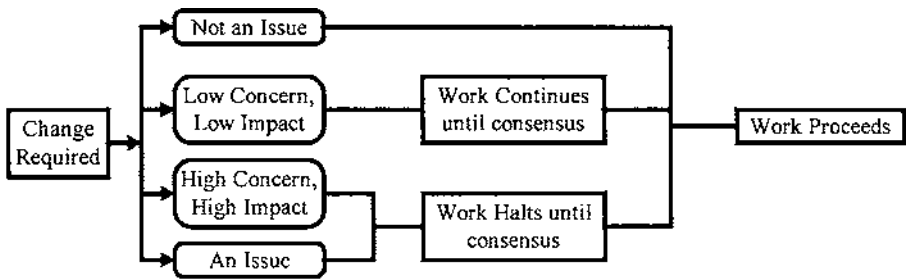 Not an Issue
Low Concern,
Low Impact
Work Continues
until consensus
Change
Required
Work Proceeds
High Concern,
High Impact
Work Halts until
consensus
An Issue